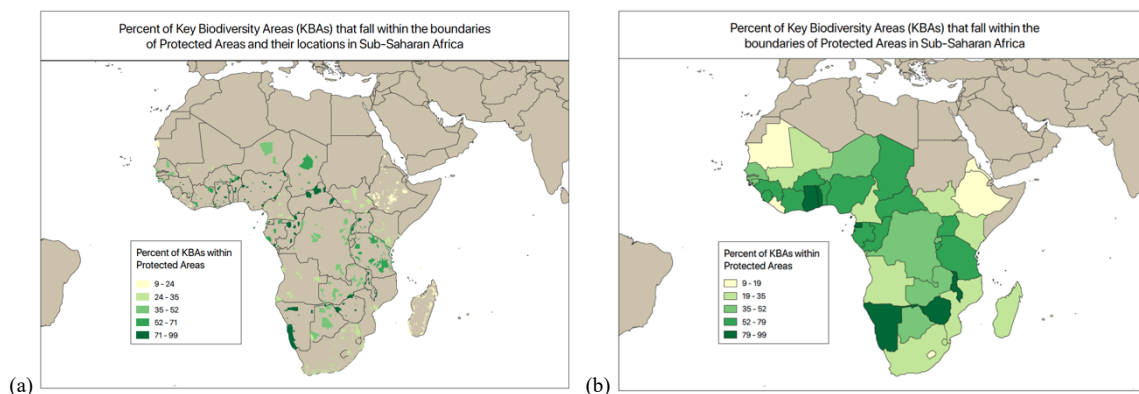 Percent of Key Biodiversity Areas (KBAs) that fall within the boundaries
of Protected Areas and their locations in Sub-Saharan Africa
Percent of KBAs within
Protected Areas
9 - 24
24 - 35
35 - 52
52 - 71
71 - 99
(a)
Percent of Key Biodiversity Areas (KBAs) that fall within the
boundaries of Protected Areas in Sub-Saharan Africa
Percent of KBAs within
Protected Areas
9 - 19
19 - 35
35 - 52
52 - 79
79 - 99
(b)